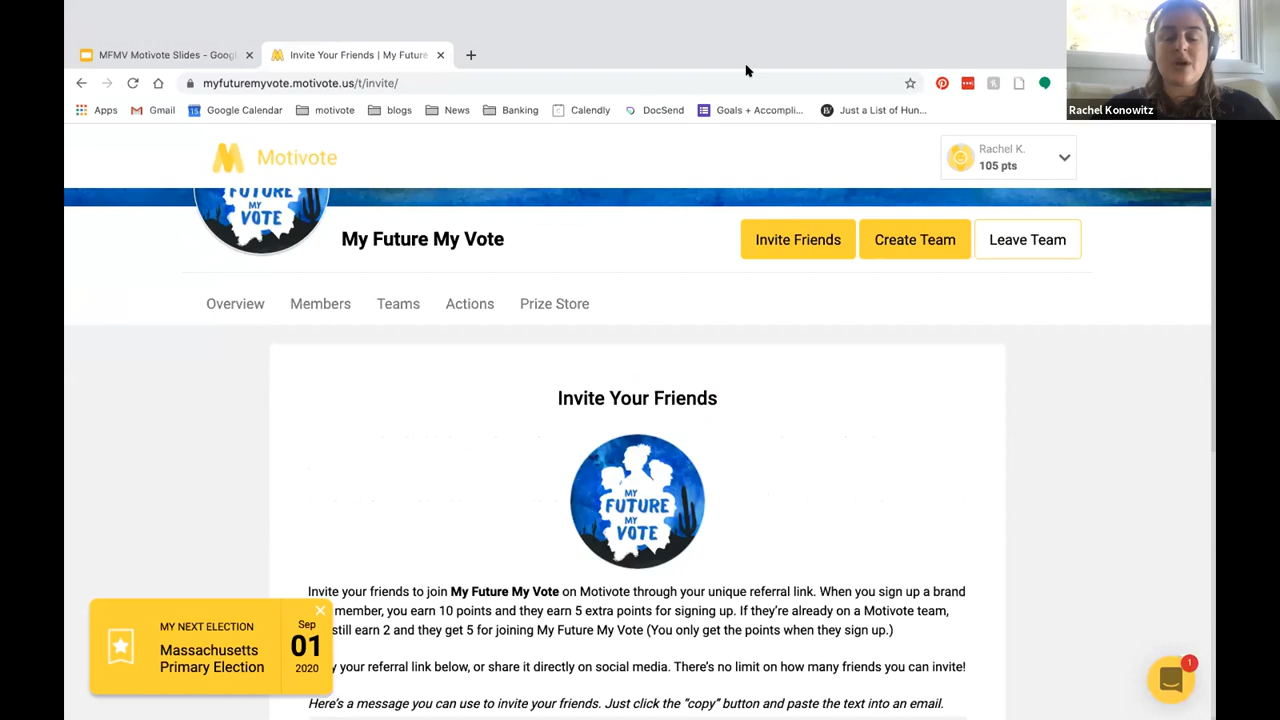 MFMV Motivote Slides - Googl
Invite Your Friends | My Future
myfuturemyvote.motivote.us/t/invite/
Apps
Gmail
Google Calendar
motivote
blogs
News
Banking
Calendly
DocSend
Goals + Accompli...
Just a List of Hun...
Rachel Konowitz
Motivote
Rachel K.
105 pts
FUTURE
MY
VOTE
My Future My Vote
Invite Friends
Create Team
Leave Team
Overview
Members
Teams
Actions
Prize Store
Invite Your Friends
MY
FUTURE
MY
VOTE
Invite your friends to join My Future My Vote on Motivote through your unique referral link. When you sign up a brand
member, you earn 10 points and they earn 5 extra points for signing up. If they're already on a Motivote team,
still earn 2 and they get 5 for joining My Future My Vote (You only get the points when they sign up.)
y your referral link below, or share it directly on social media. There's no limit on how many friends you can invite!
Here's a message you can use to invite your friends. Just click the "copy" button and paste the text into an email.
MY NEXT ELECTION
Massachusetts
Primary Election
Sep
01
2020
1